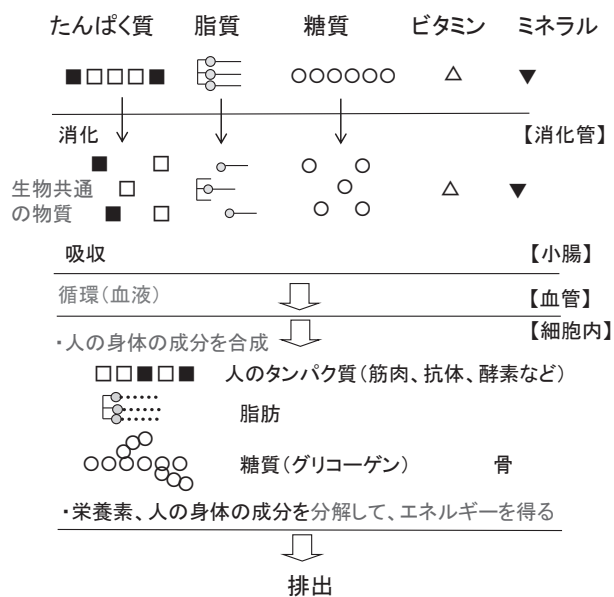 たんぱく質 脂質 糖質 ビタミン ミネラル
消化 【消化管】
生物共通
の物質
吸収 【小腸】
循環（血液） 【血管】
【細胞内】
・人の身体の成分を合成
人のタンパク質（筋肉、抗体、酵素など）
脂肪
糖質（グリコーゲン） 骨
・栄養素、人の身体の成分を分解して、エネルギーを得る
排出